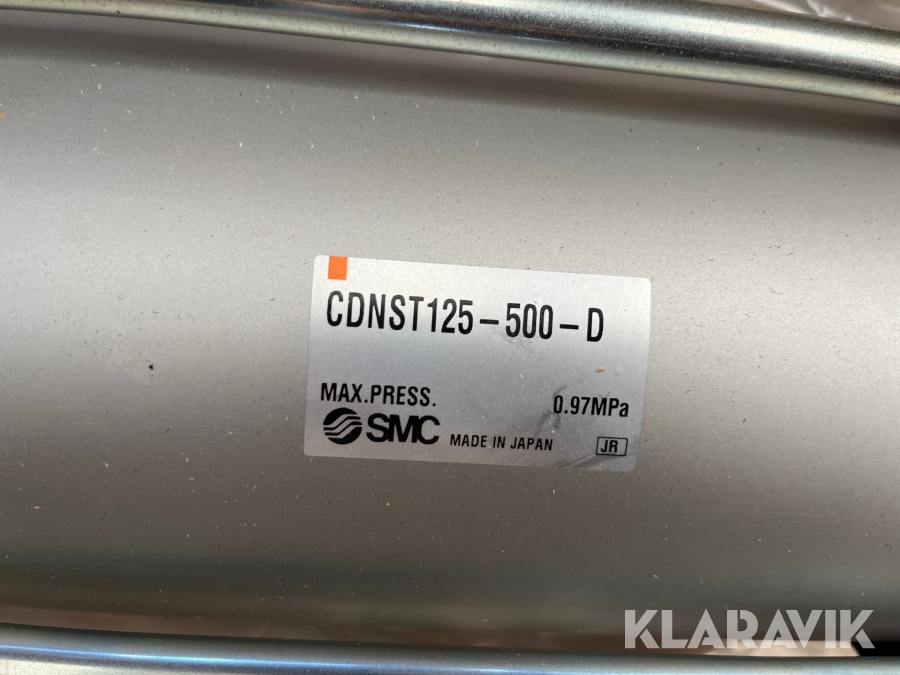 CDNST125-500-D
MAX.PRESS. 0.97MPa
SMC MADE IN JAPAN JR
KLARAVIK